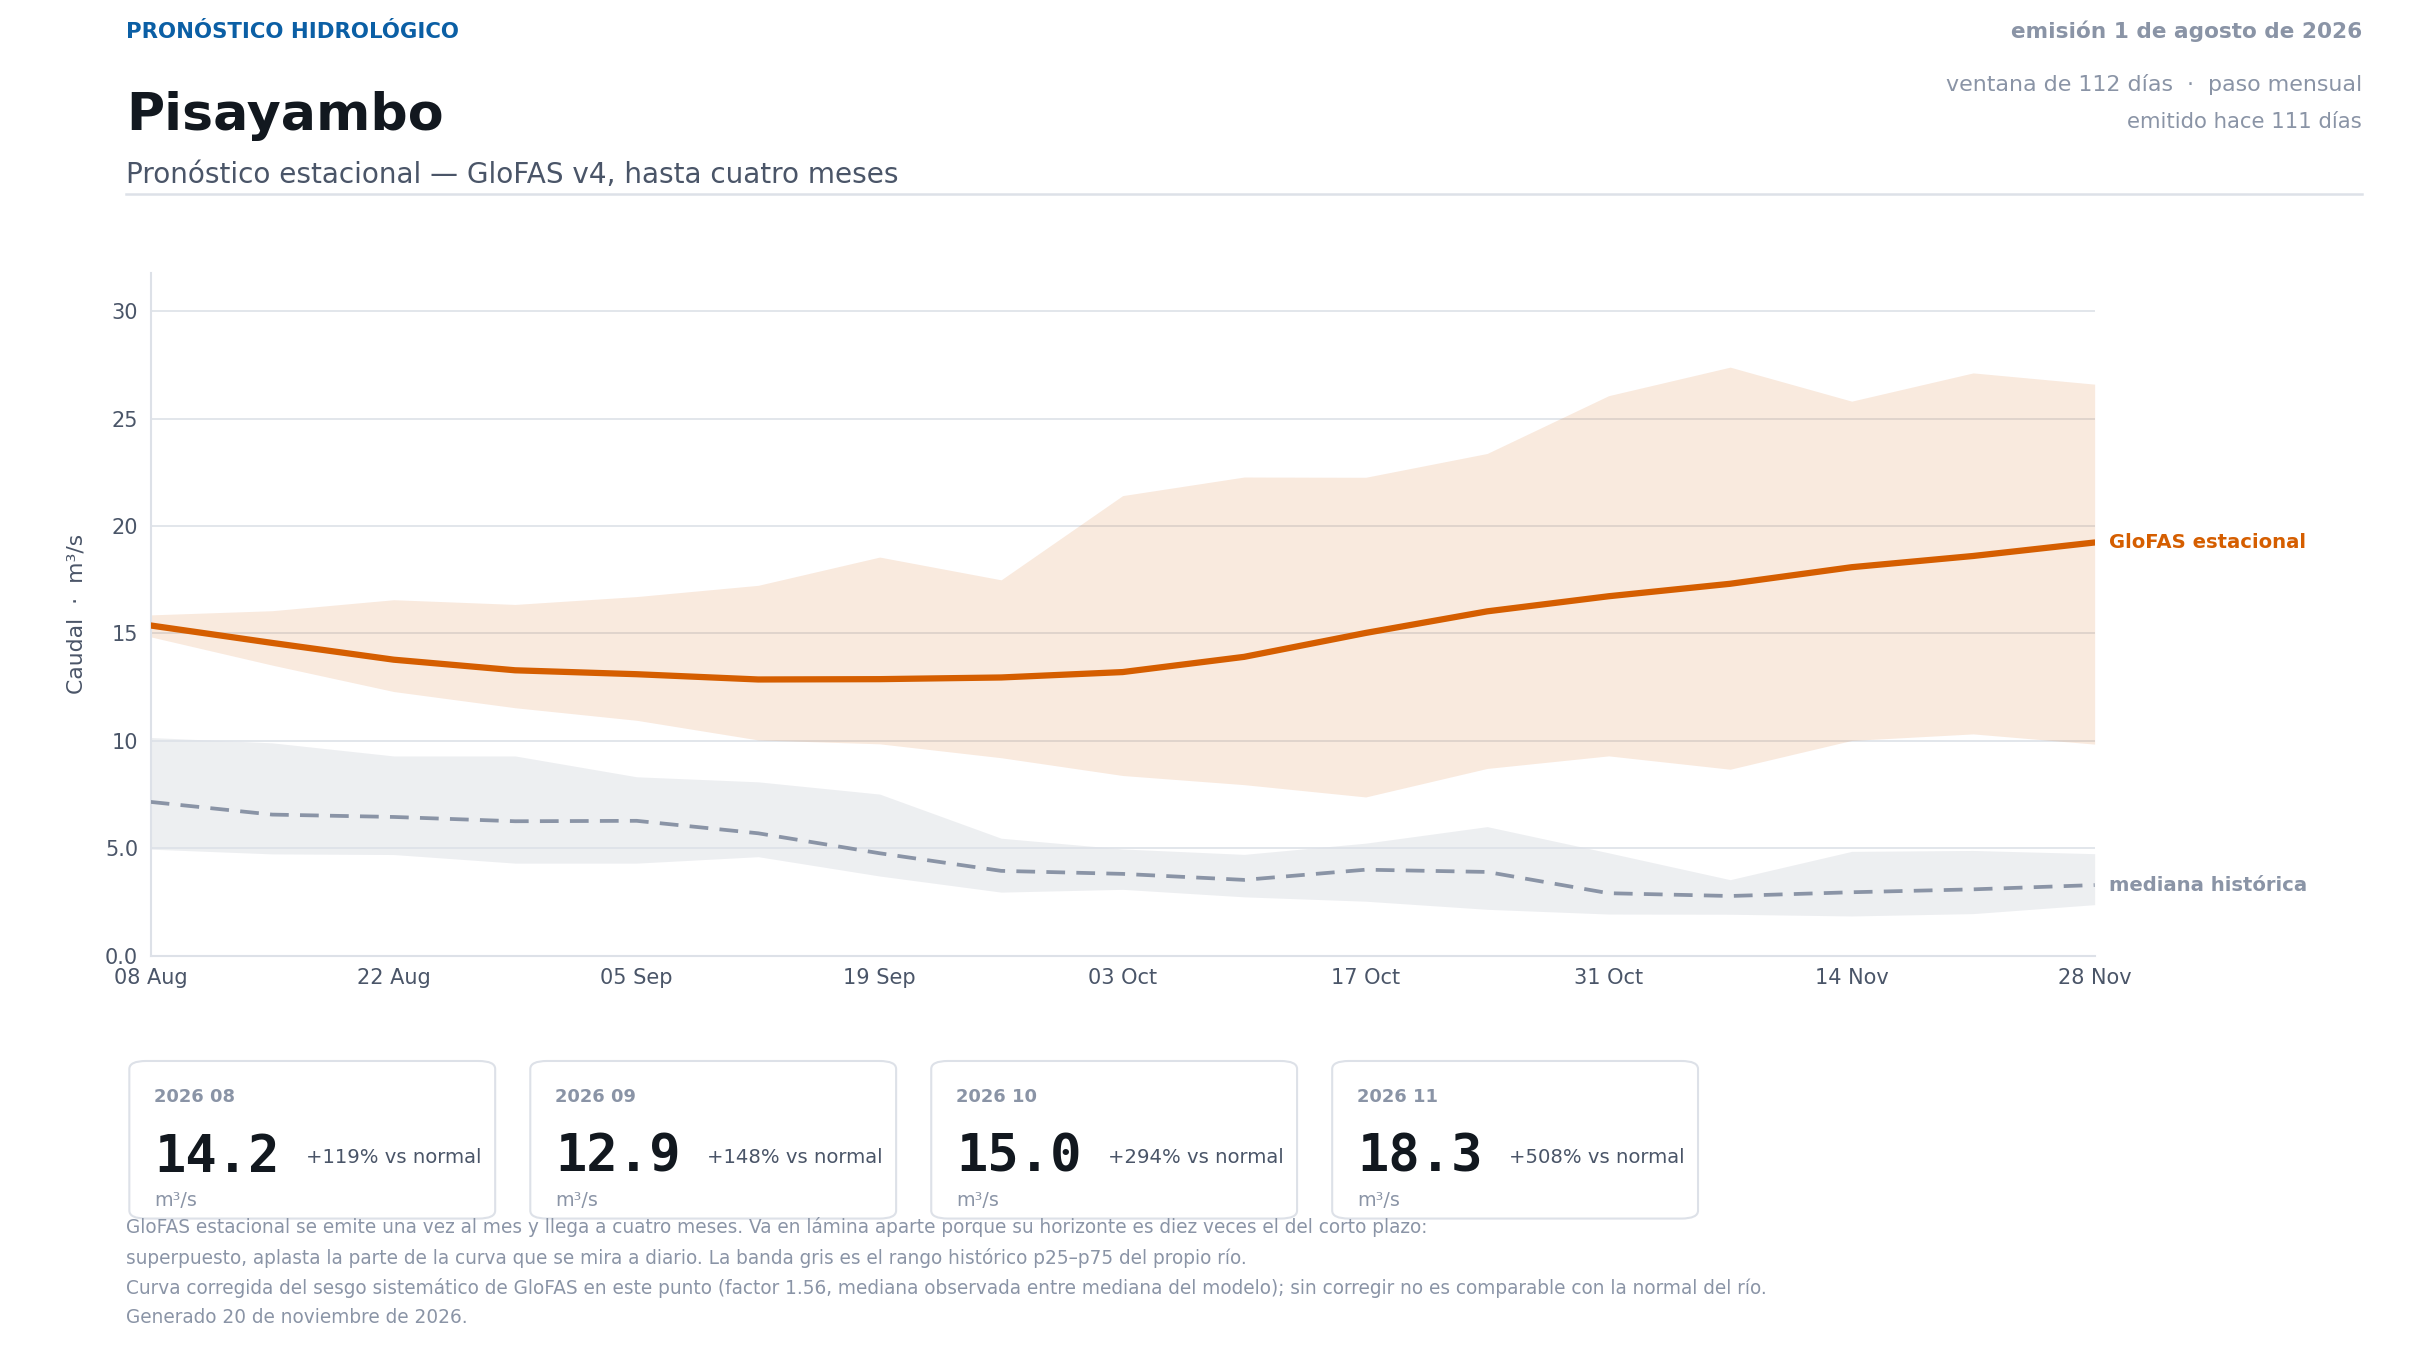 PRONÓSTICO HIDROLÓGICO
emisión 1 de agosto de 2026
Pisayambo
ventana de 112 días · paso mensual
emitido hace 111 días
Pronóstico estacional — GloFAS v4, hasta cuatro meses
Caudal · m³/s
30
25
20
15
10
5.0
0.0
GloFAS estacional
mediana histórica
08 Aug
22 Aug
05 Sep
19 Sep
03 Oct
17 Oct
31 Oct
14 Nov
28 Nov
2026 08
14.2 +119% vs normal
m³/s
2026 09
12.9 +148% vs normal
m³/s
2026 10
15.0 +294% vs normal
m³/s
2026 11
18.3 +508% vs normal
m³/s
GloFAS estacional se emite una vez al mes y llega a cuatro meses. Va en lámina aparte porque su horizonte es diez veces el del corto plazo:
superpuesto, aplasta la parte de la curva que se mira a diario. La banda gris es el rango histórico p25–p75 del propio río.
Curva corregida del sesgo sistemático de GloFAS en este punto (factor 1.56, mediana observada entre mediana del modelo); sin corregir no es comparable con la normal del río.
Generado 20 de noviembre de 2026.